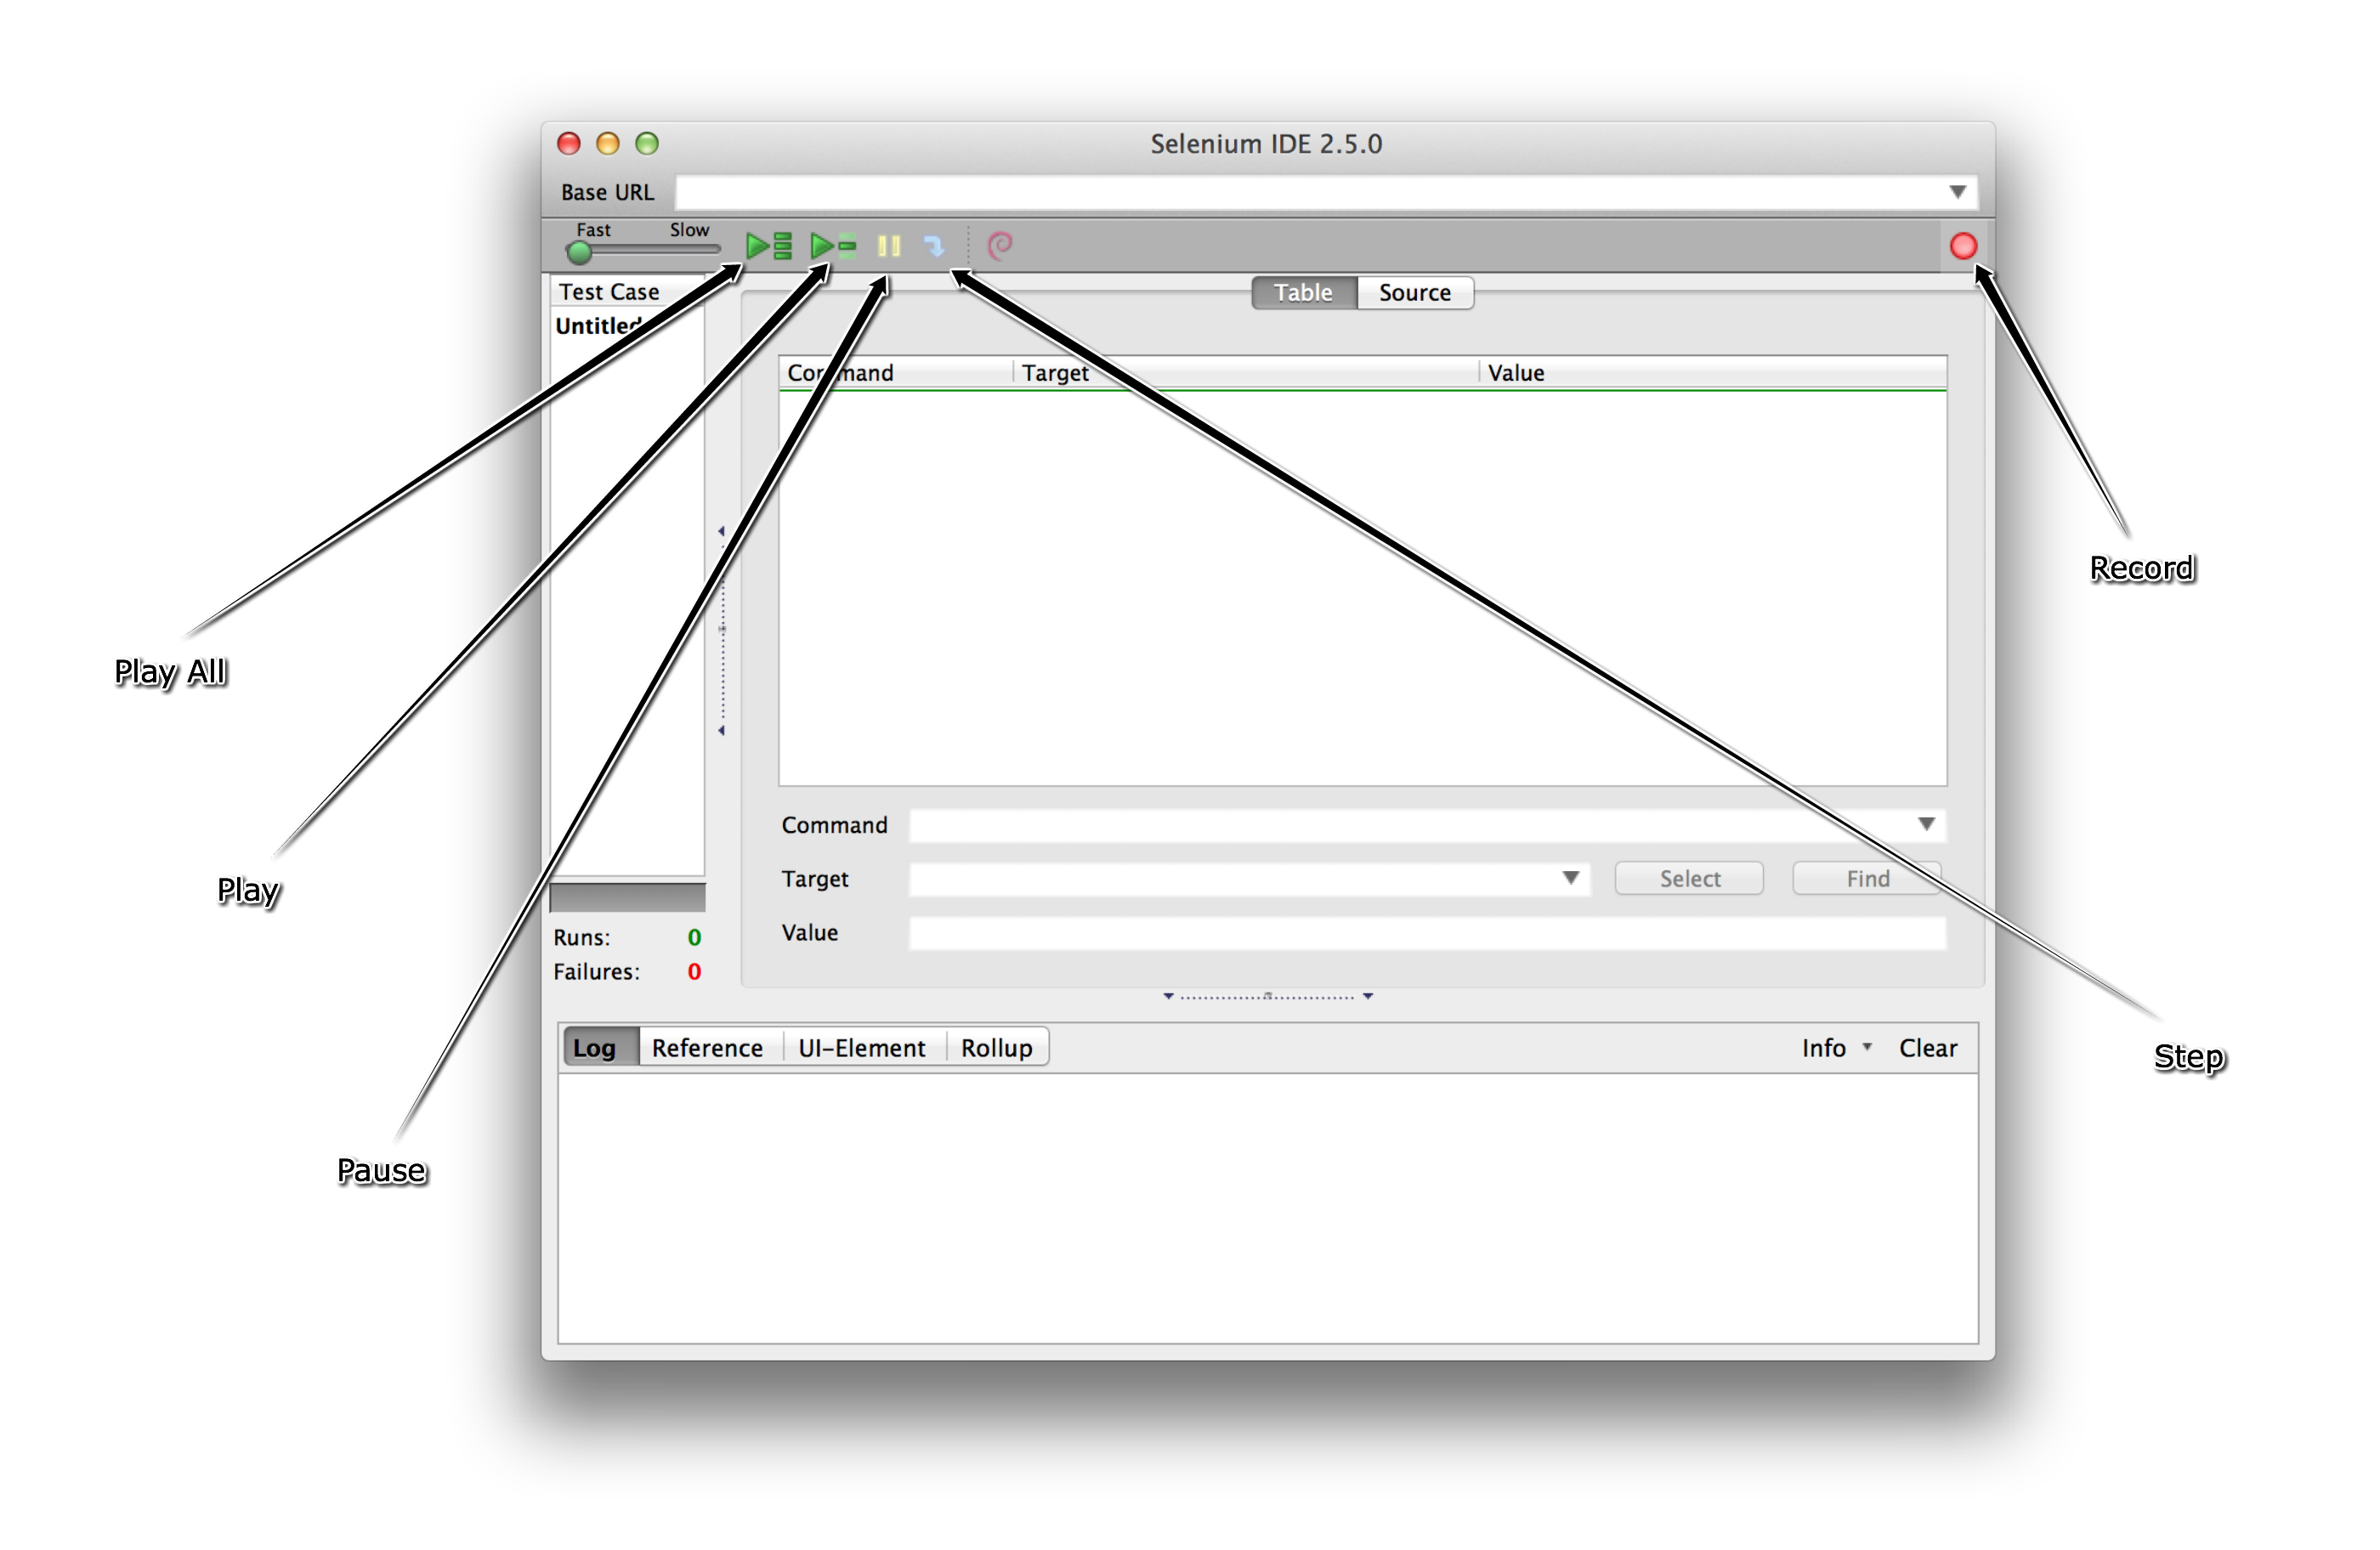 Selenium IDE 2.5.0
Base URL
Fast Slow
Test Case
Table Source
Untitled
Command Target Value
Record
Play All
Command
Target Select Find
Play
Value
Runs: 0
Failures: 0
Log Reference UI-Element Rollup Info Clear
Step
Pause